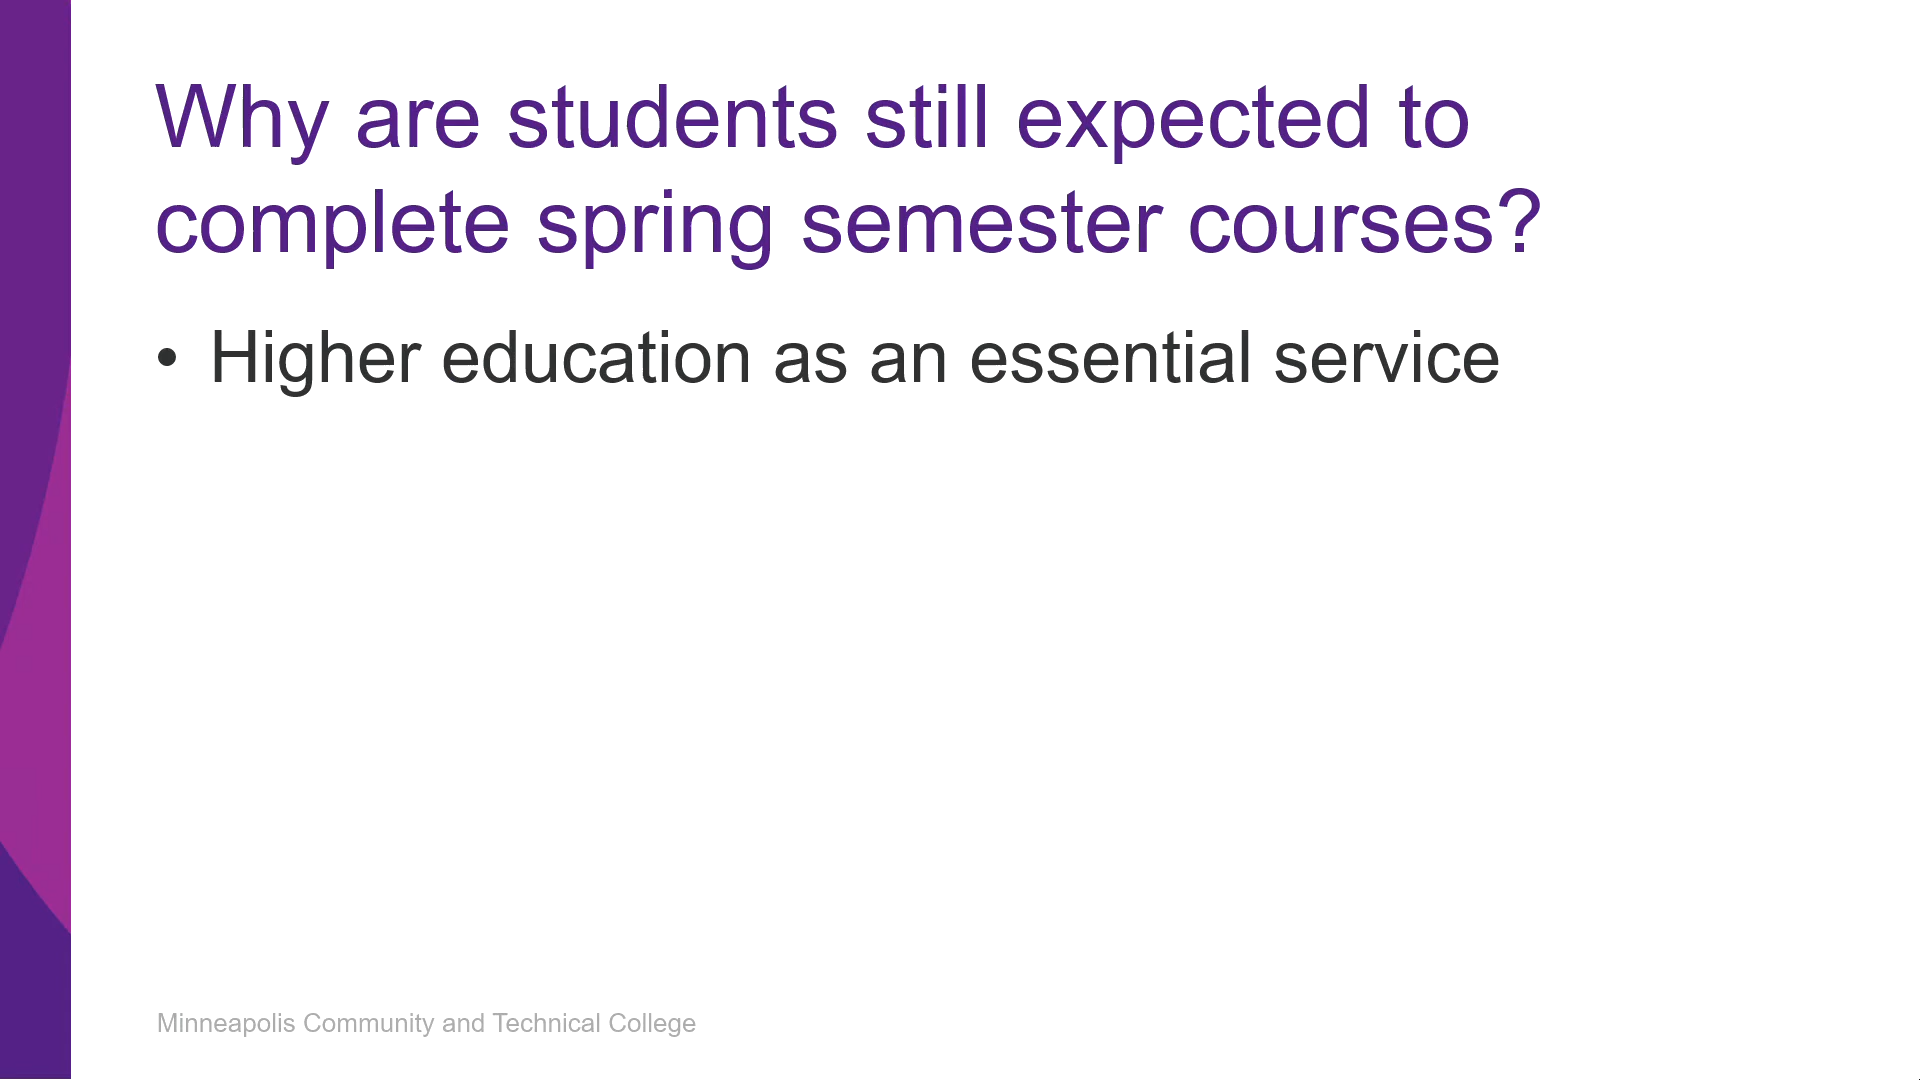 Why are students still expected to
complete spring semester courses?
• Higher education as an essential service
Minneapolis Community and Technical College